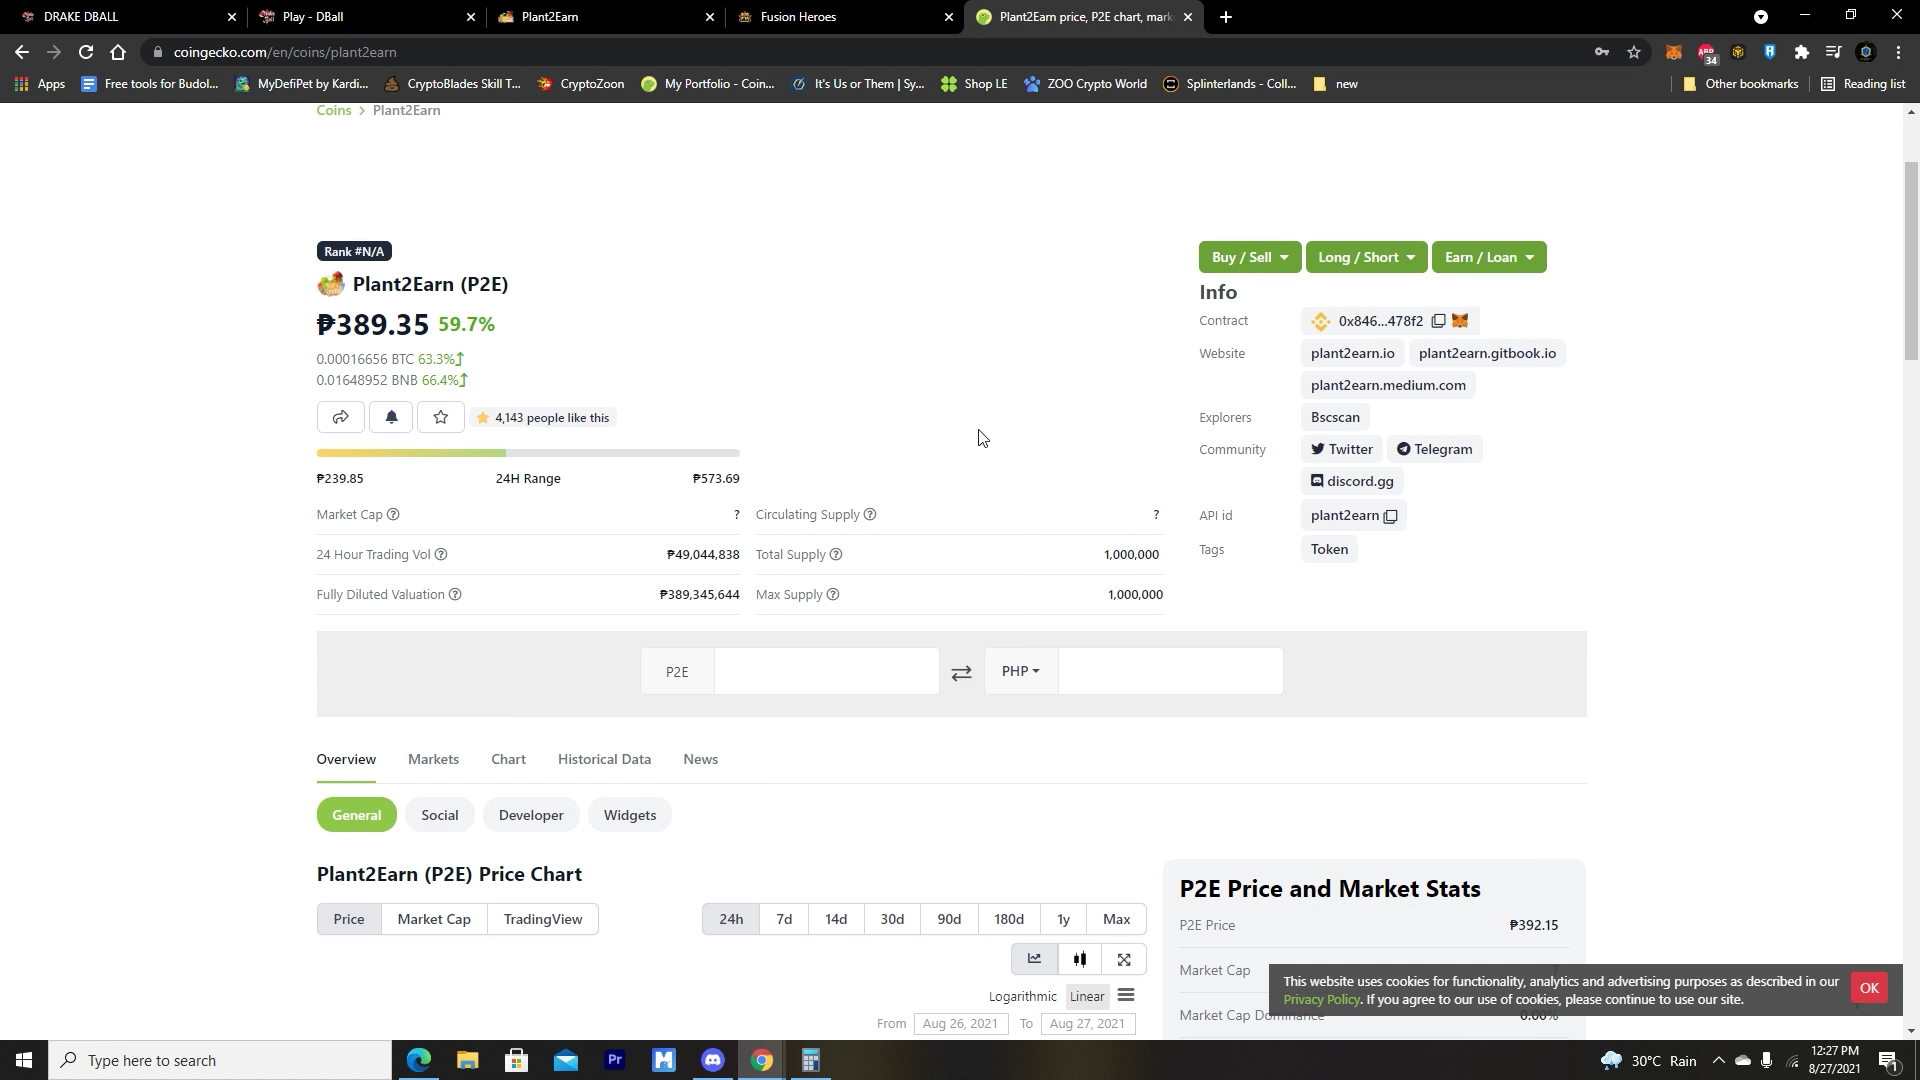 DRAKE DBALL
Play - DBall
Plant2Earn
Fusion Heroes
Plant2Earn price, P2E chart, mark
coingecko.com/en/coins/plant2earn
34
Apps
Free tools for Budol...
MyDefiPet by Kardi...
CryptoBlades Skill T...
CryptoZoon
My Portfolio - Coin...
It's Us or Them | Sy...
Shop LE
ZOO Crypto World
Splinterlands - Coll...
new
Other bookmarks
Reading list
Coins > Plant2Earn
Rank #N/A
Plant2Earn (P2E)
₱389.35 59.7%
0.00016656 BTC 63.3%
0.01648952 BNB 66.4%
4,143 people like this
₱239.85 24H Range ₱573.69
Market Cap ?
Circulating Supply ?
24 Hour Trading Vol ₱49,044,838
Total Supply 1,000,000
Fully Diluted Valuation ₱389,345,644
Max Supply 1,000,000
Buy / Sell
Long / Short
Earn / Loan
Info
Contract 0x846...478f2
Website plant2earn.io plant2earn.gitbook.io
plant2earn.medium.com
Explorers Bscscan
Community Twitter Telegram
discord.gg
API id plant2earn
Tags Token
P2E
PHP
Overview Markets Chart Historical Data News
General Social Developer Widgets
Plant2Earn (P2E) Price Chart
Price Market Cap TradingView
24h 7d 14d 30d 90d 180d 1y Max
Logarithmic Linear
From Aug 26, 2021 To Aug 27, 2021
P2E Price and Market Stats
P2E Price ₱392.15
Market Cap
Market Cap Dominance 0.00%
This website uses cookies for functionality, analytics and advertising purposes as described in our
Privacy Policy. If you agree to our use of cookies, please continue to use our site.
OK
Type here to search
Pr
30°C Rain
12:27 PM
8/27/2021
1